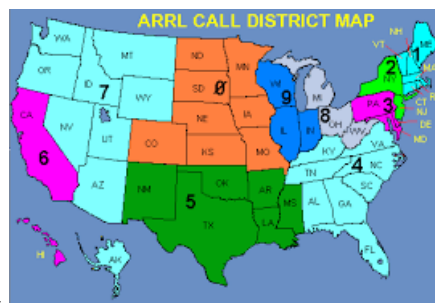 ARRL CALL DISTRICT MAP
NH
WA
VT
ME
1
MT
ND
MN
OR
MA
ID
WI
NY
7
SD
0
MI
WY
9
CT
CA
NE
IA
PA
3
NJ
NV
8
OH
DE
IL
IN
WV
MD
UT
6
CO
KS
MO
KY
VA
4
NC
TN
AZ
NM
OK
AR
SC
5
MS
AL
GA
TX
LA
HI
AK
FL